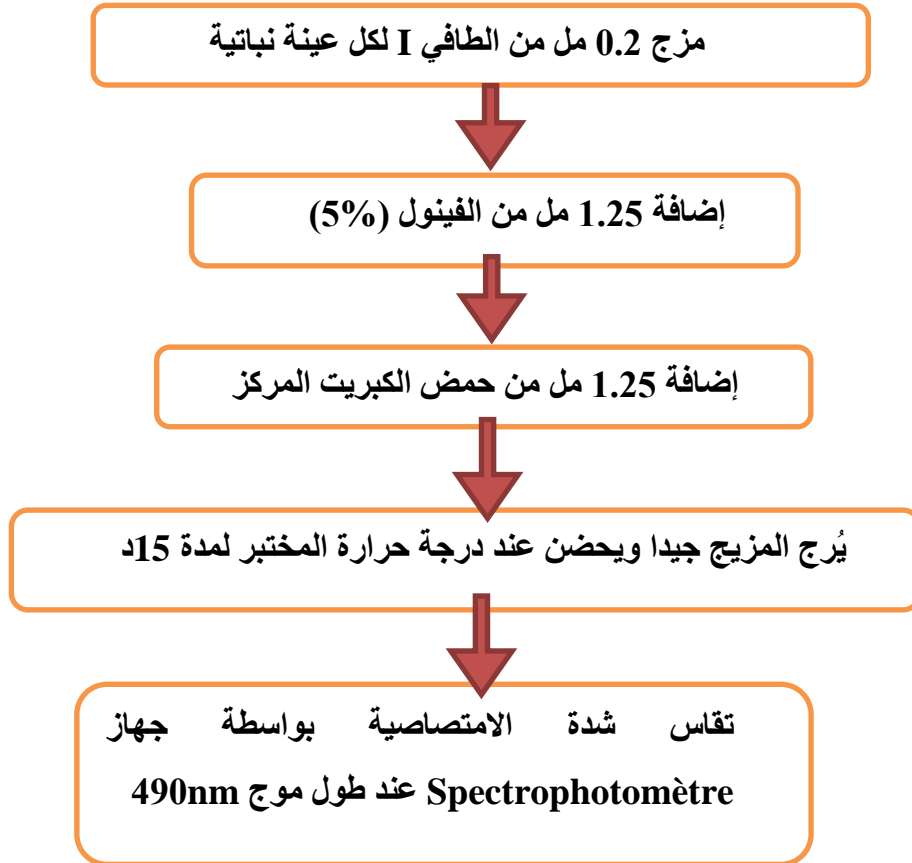 مزج 0.2 مل من الطافي I لكل عينة نباتية
إضافة 1.25 مل من الفينول (5%)
إضافة 1.25 مل من حمض الكبريت المركز
يُرج المزيج جيدا ويحضن عند درجة حرارة المختبر لمدة 15د
تقاس شدة الامتصاصية بواسطة جهاز
Spectrophotomètre عند طول موج 490nm